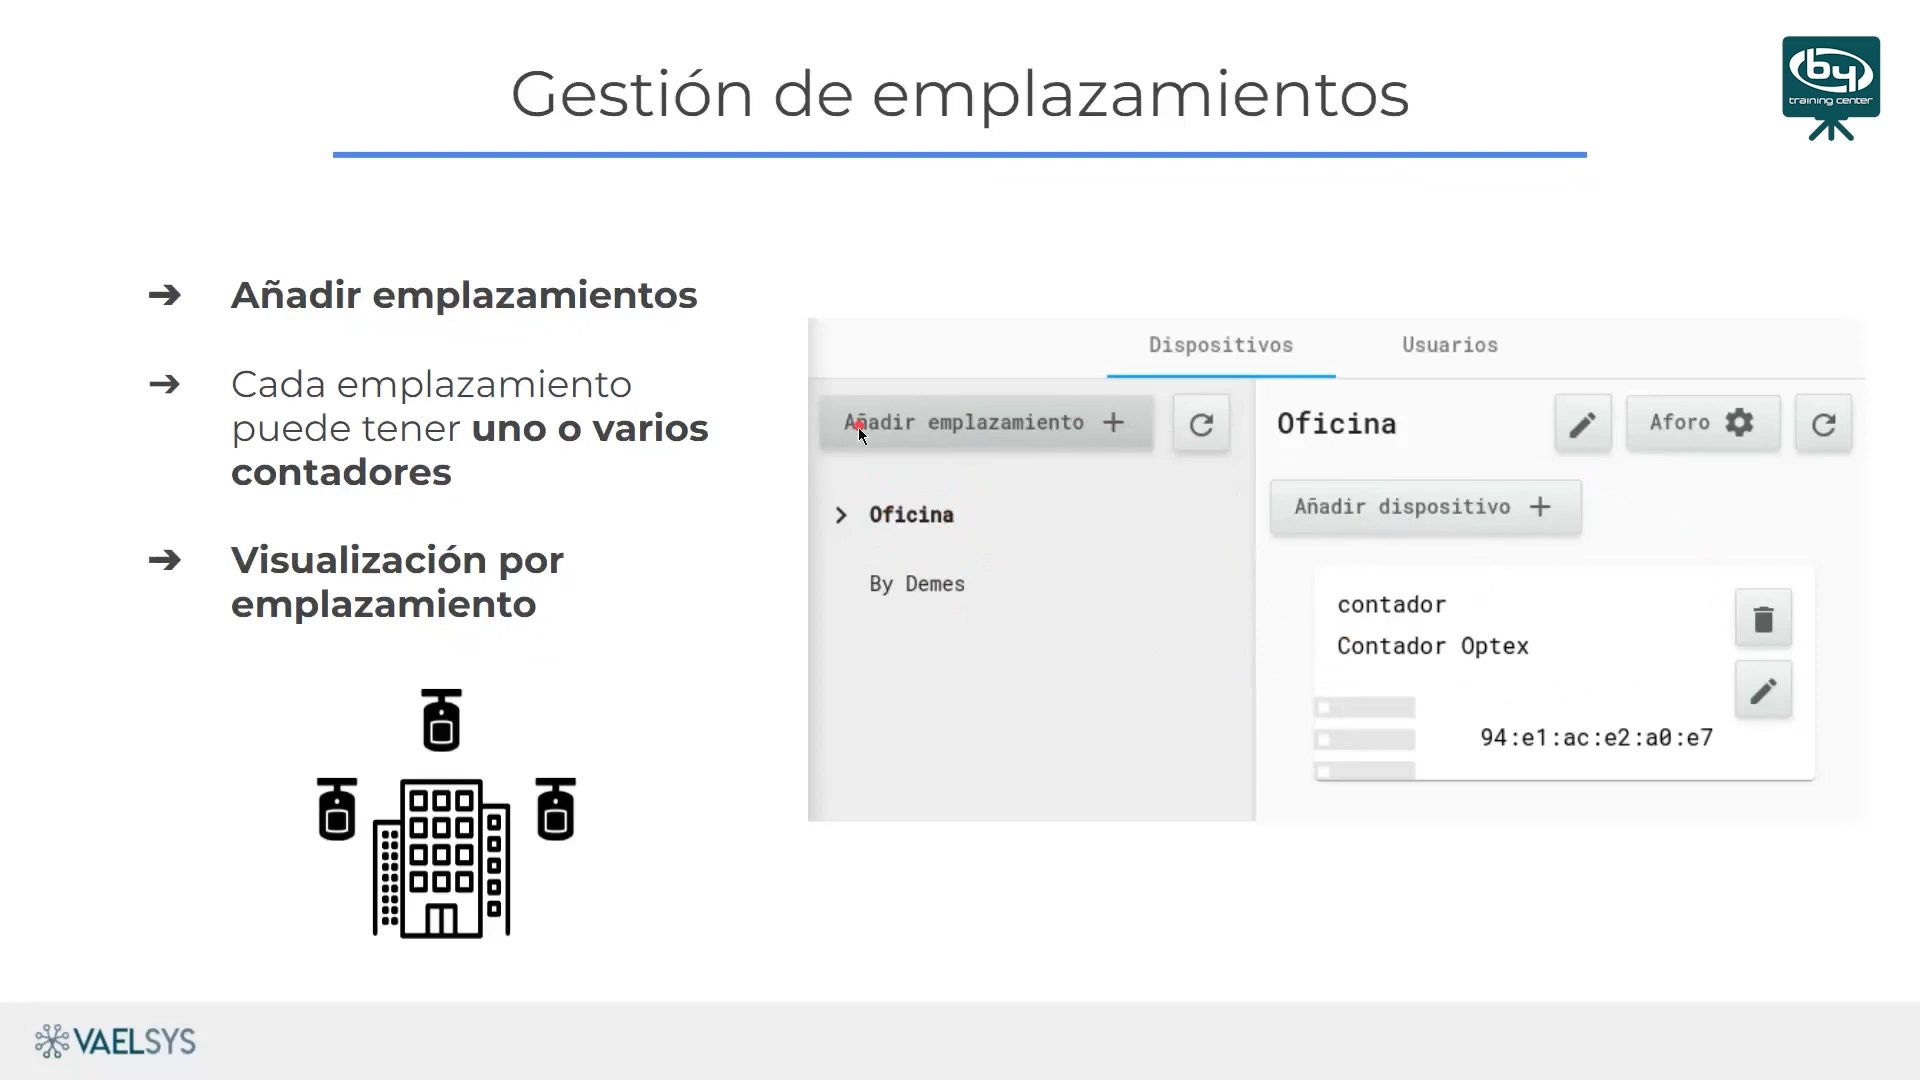 Gestión de emplazamientos
by
training center
➔ Añadir emplazamientos
➔ Cada emplazamiento
puede tener uno o varios
contadores
➔ Visualización por
emplazamiento
Dispositivos
Usuarios
Añadir emplazamiento +
Oficina
By Demes
Oficina
Aforo
Añadir dispositivo +
contador
Contador Optex
94:e1:ac:e2:a0:e7
VAELSYS